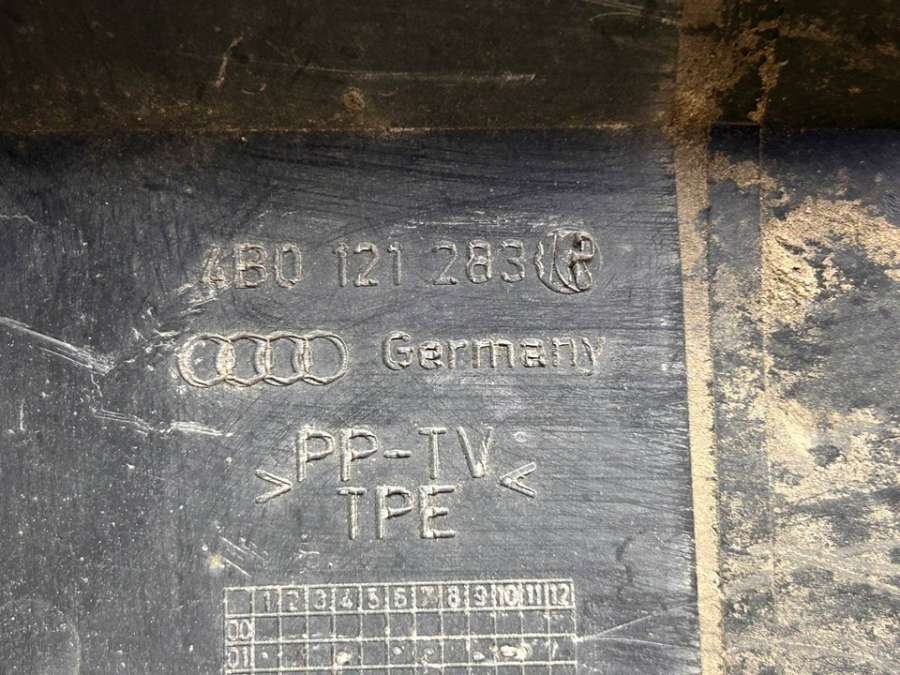 4B0 121 283
Germany
>PP-TV<
TPE
1 2 3 4 5 6 7 8 9 10 11 12
00
01